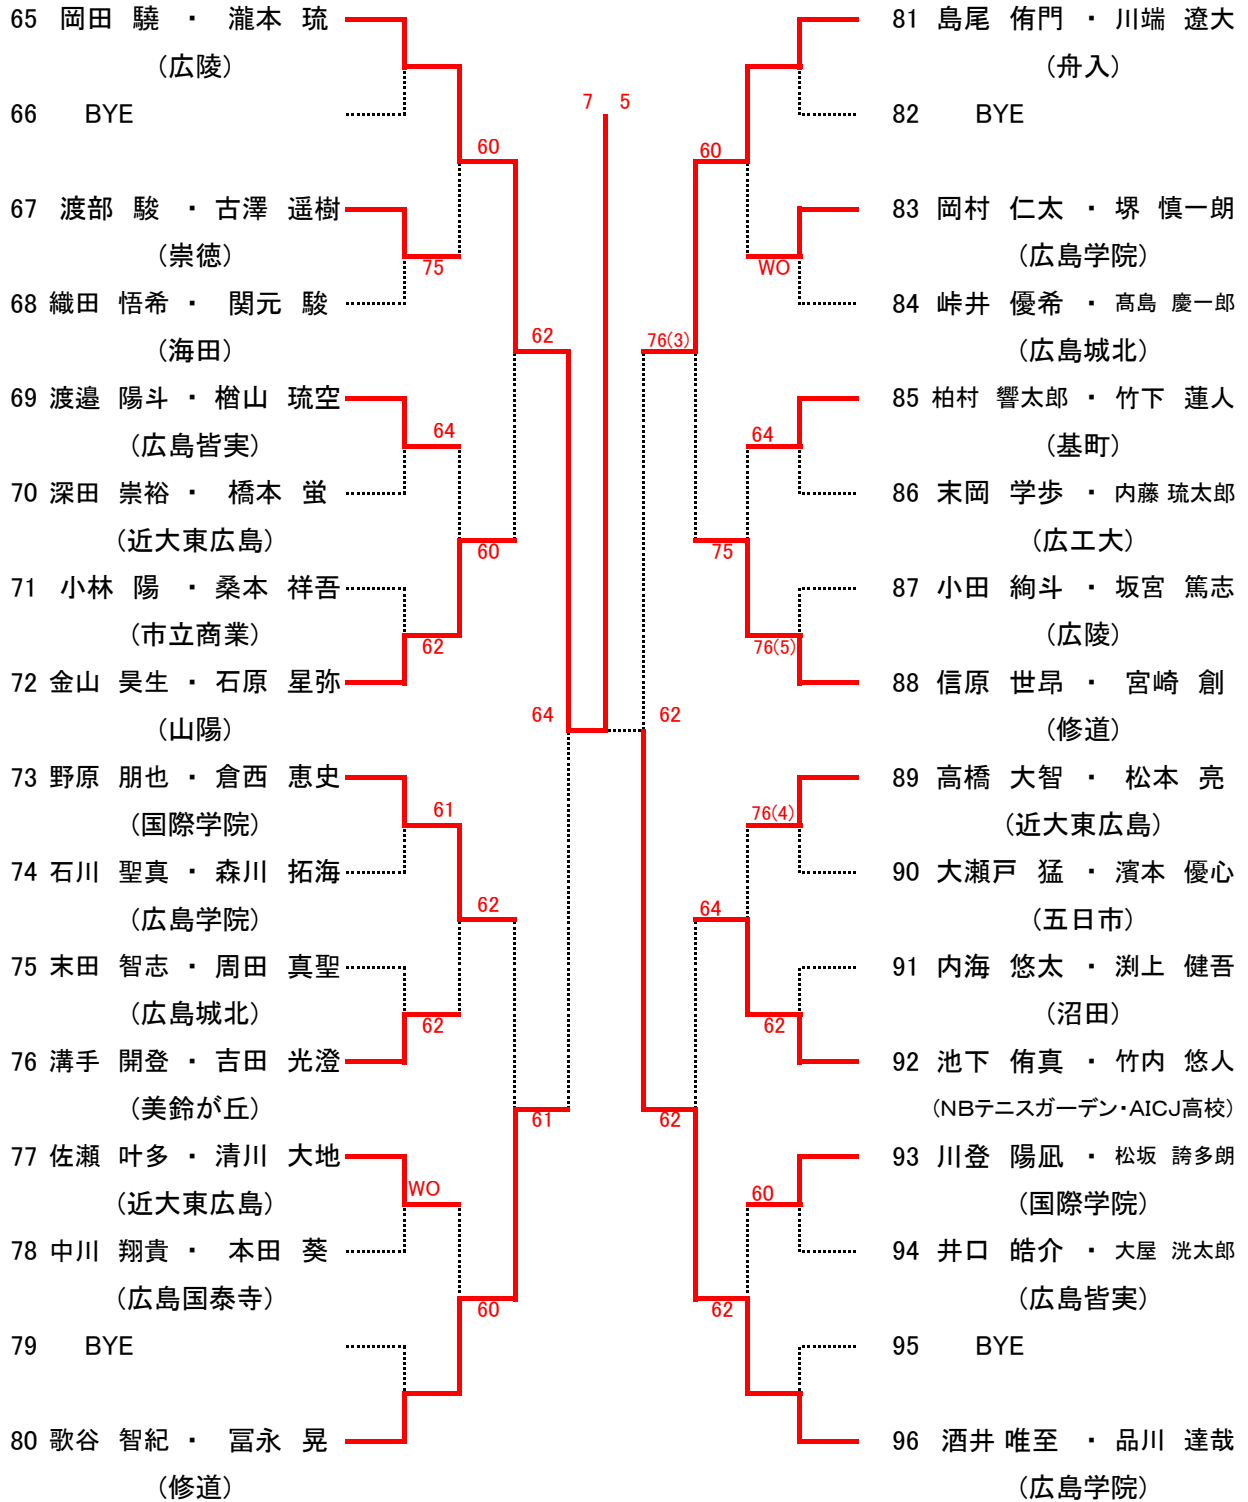 65 岡田 驍 ・ 瀧本 琉
(広陵)
66 BYE
60
67 渡部 駿 ・ 古澤 遥樹
(崇徳)
75
68 織田 悟希 ・ 関元 駿
(海田)
62
69 渡邉 陽斗 ・ 楢山 琉空
(広島皆実)
64
70 深田 崇裕 ・ 橋本 蛍
(近大東広島)
60
71 小林 陽 ・ 桑本 祥吾
(市立商業)
62
72 金山 昊生 ・ 石原 星弥
(山陽)
64
73 野原 朋也 ・ 倉西 恵史
(国際学院)
61
74 石川 聖真 ・ 森川 拓海
(広島学院)
62
75 末田 智志 ・ 周田 真聖
(広島城北)
62
76 溝手 開登 ・ 吉田 光澄
(美鈴が丘)
61
77 佐瀬 叶多 ・ 清川 大地
(近大東広島)
WO
78 中川 翔貴 ・ 本田 葵
(広島国泰寺)
60
79 BYE
80 歌谷 智紀 ・ 冨永 晃
(修道)
7 5
81 島尾 侑門 ・ 川端 遼大
(舟入)
82 BYE
60
83 岡村 仁太 ・ 堺 慎一朗
(広島学院)
WO
84 峠井 優希 ・ 髙島 慶一郎
(広島城北)
76(3)
85 柏村 響太郎 ・ 竹下 蓮人
(基町)
64
86 末岡 学歩 ・ 内藤 琉太郎
(広工大)
75
87 小田 絢斗 ・ 坂宮 篤志
(広陵)
76(5)
88 信原 世昂 ・ 宮崎 創
(修道)
62
89 高橋 大智 ・ 松本 亮
(近大東広島)
76(4)
90 大瀬戸 猛 ・ 濱本 優心
(五日市)
64
91 内海 悠太 ・ 渕上 健吾
(沼田)
62
92 池下 侑真 ・ 竹内 悠人
(NBテニスガーデン・AICJ高校)
62
93 川登 陽凪 ・ 松坂 誇多朗
(国際学院)
60
94 井口 皓介 ・ 大屋 洸太郎
(広島皆実)
62
95 BYE
96 酒井 唯至 ・ 品川 達哉
(広島学院)